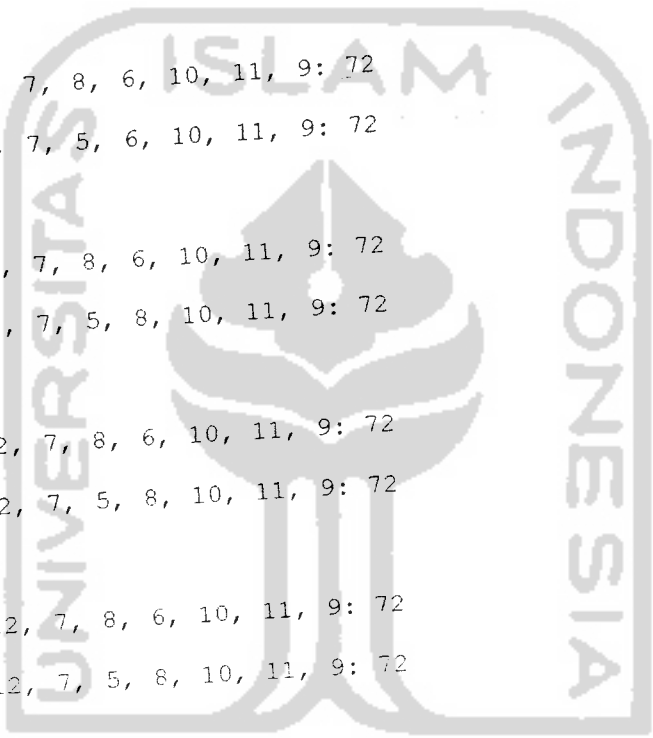 7, 8, 6, 10, 11, 9: 72
, 7, 5, 6, 10, 11, 9: 72
, 7, 8, 6, 10, 11, 9: 72
, 7, 5, 8, 10, 11, 9: 72
2, 7, 8, 6, 10, 11, 9: 72
2, 7, 5, 8, 10, 11, 9: 72
2, 7, 8, 6, 10, 11, 9: 72
12, 7, 5, 8, 10, 11, 9: 72
UNIVERSITAS
ISLAM
INDONESIA